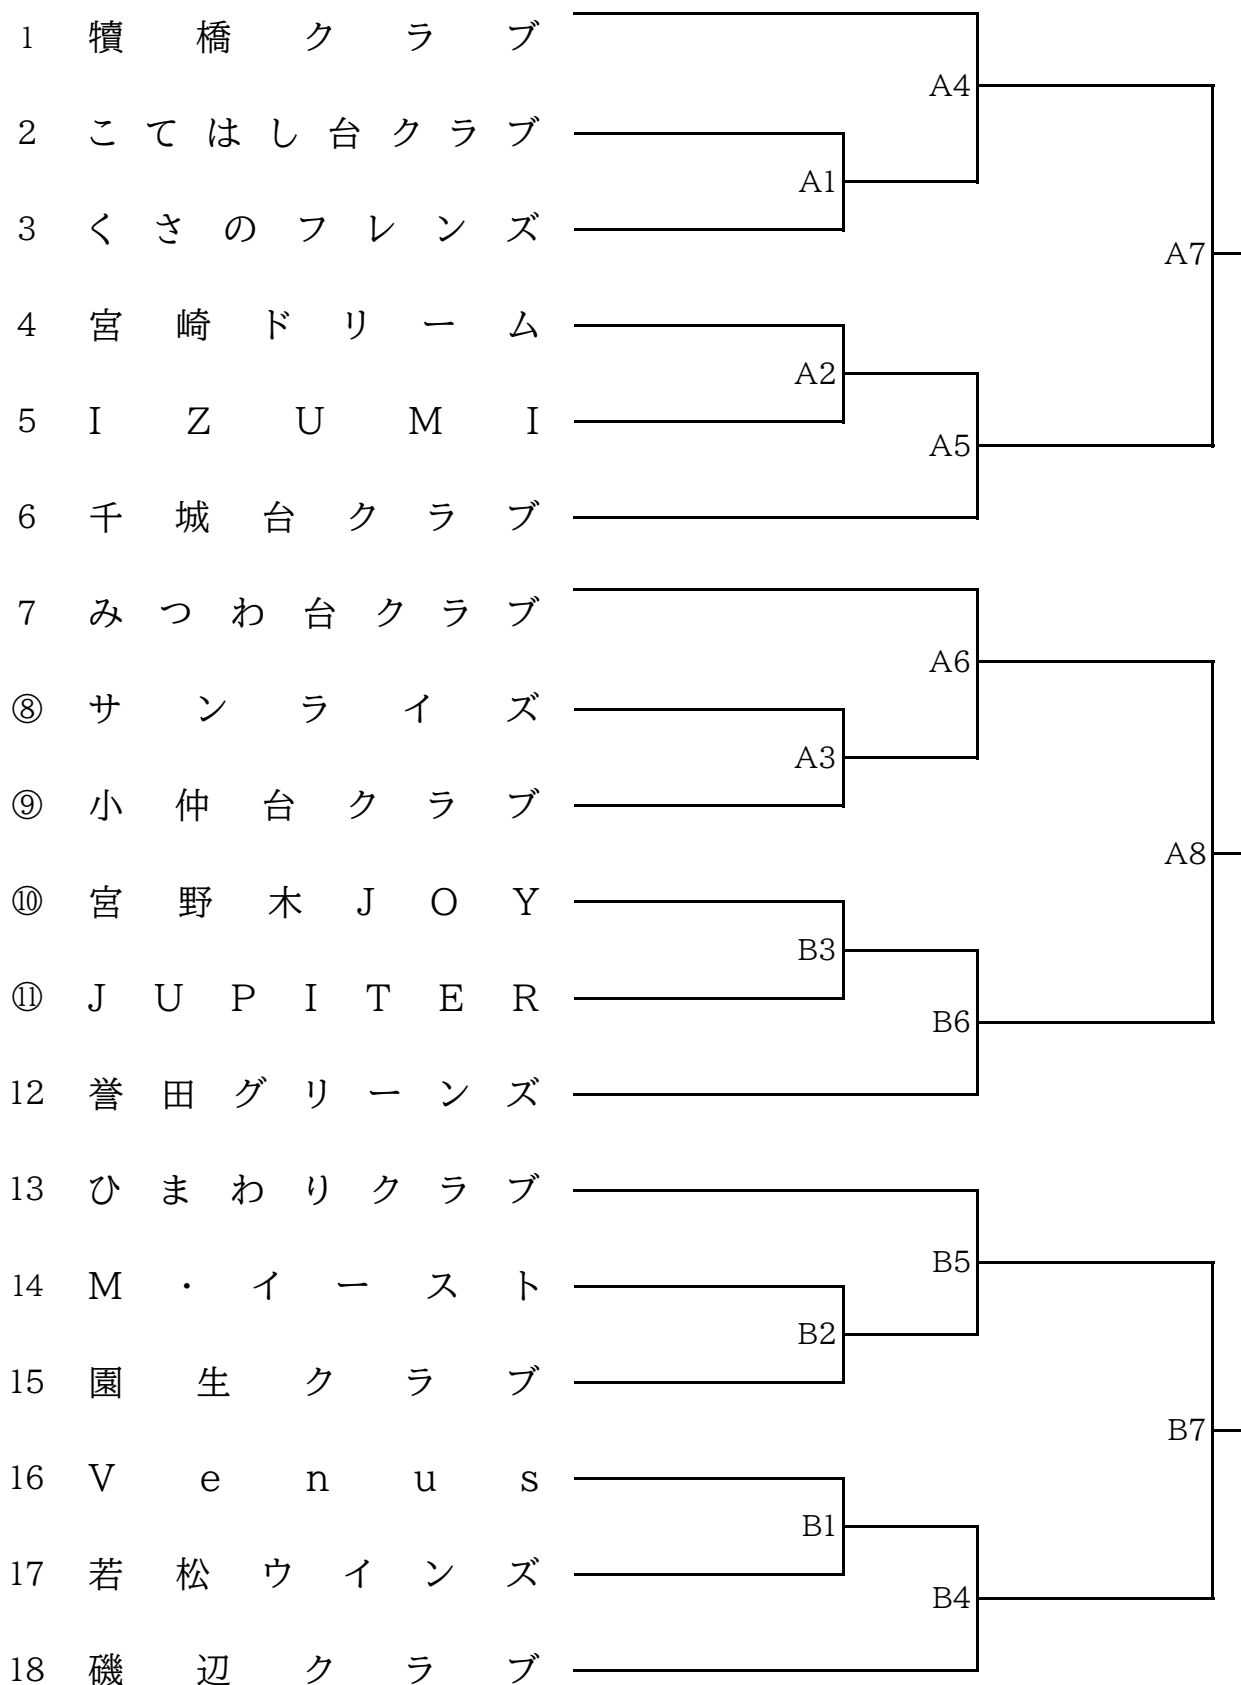 1 犢橋クラブ
A4
2 こてはし台クラブ
A1
3 くさのフレンズ
A7
4 宮崎ドリーム
A2
5 IZUMI
A5
6 千城台クラブ
7 みつわ台クラブ
A6
⑧ サンライズ
A3
⑨ 小仲台クラブ
A8
⑩ 宮野木JOY
B3
⑪ JUPITER
B6
12 誉田グリーンズ
13 ひまわりクラブ
B5
14 M・イースト
B2
15 園生クラブ
B7
16 Venus
B1
17 若松ウインズ
B4
18 磯辺クラブ